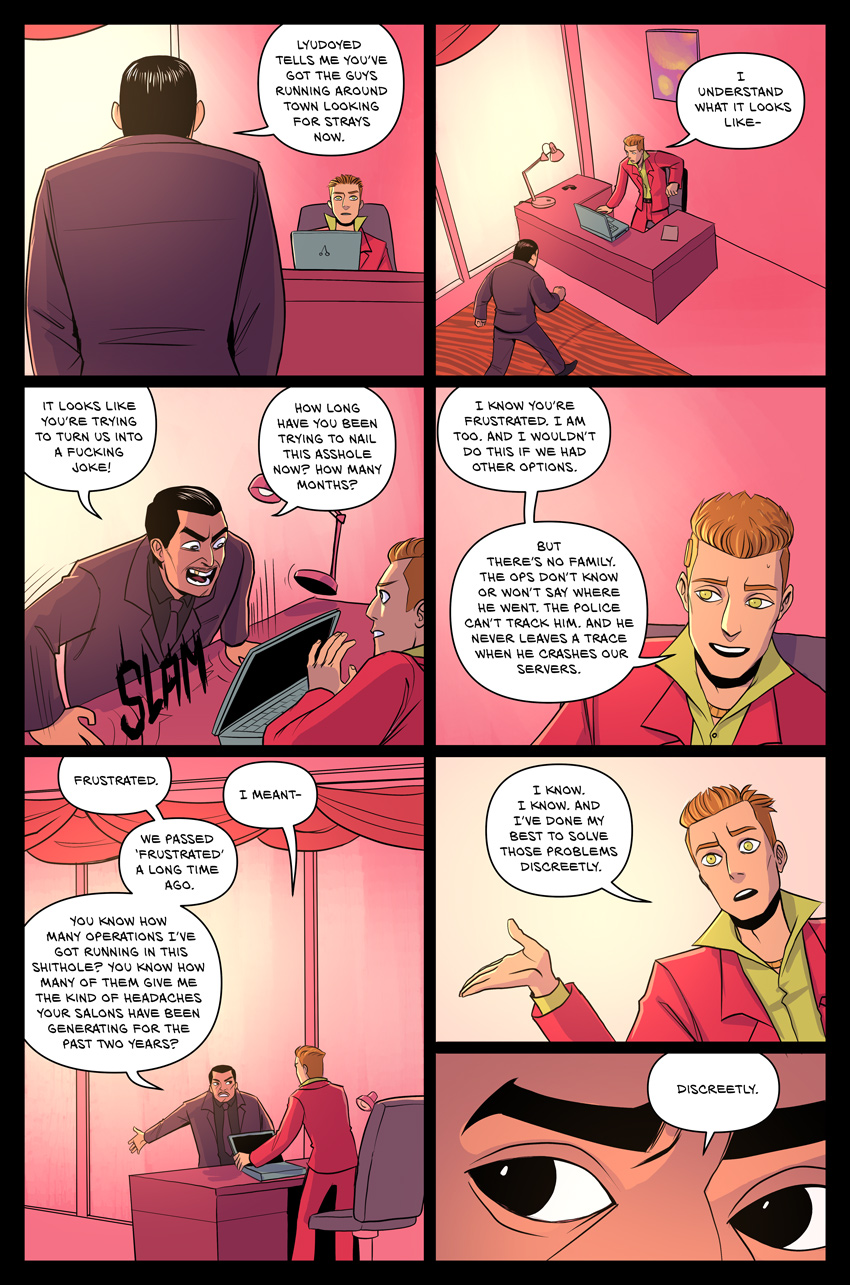 LYUDOYED
TELLS ME YOU'VE
GOT THE GUYS
RUNNING AROUND
TOWN LOOKING
FOR STRAYS
NOW.
I
UNDERSTAND
WHAT IT LOOKS
LIKE-
IT LOOKS LIKE
YOU'RE TRYING
TO TURN US INTO
A FUCKING
JOKE!
HOW LONG
HAVE YOU BEEN
TRYING TO NAIL
THIS ASSHOLE
NOW? HOW MANY
MONTHS?
SLAM
I KNOW YOU'RE
FRUSTRATED. I AM
TOO. AND I WOULDN'T
DO THIS IF WE HAD
OTHER OPTIONS.
BUT
THERE'S NO FAMILY.
THE OPS DON'T KNOW
OR WON'T SAY WHERE
HE WENT. THE POLICE
CAN'T TRACK HIM. AND HE
NEVER LEAVES A TRACE
WHEN HE CRASHES OUR
SERVERS.
FRUSTRATED.
I MEANT-
WE PASSED
'FRUSTRATED'
A LONG TIME
AGO.
YOU KNOW HOW
MANY OPERATIONS I'VE
GOT RUNNING IN THIS
SHITHOLE? YOU KNOW HOW
MANY OF THEM GIVE ME
THE KIND OF HEADACHES
YOUR SALONS HAVE BEEN
GENERATING FOR THE
PAST TWO YEARS?
I KNOW.
I KNOW. AND
I'VE DONE MY
BEST TO SOLVE
THOSE PROBLEMS
DISCREETLY.
DISCREETLY.